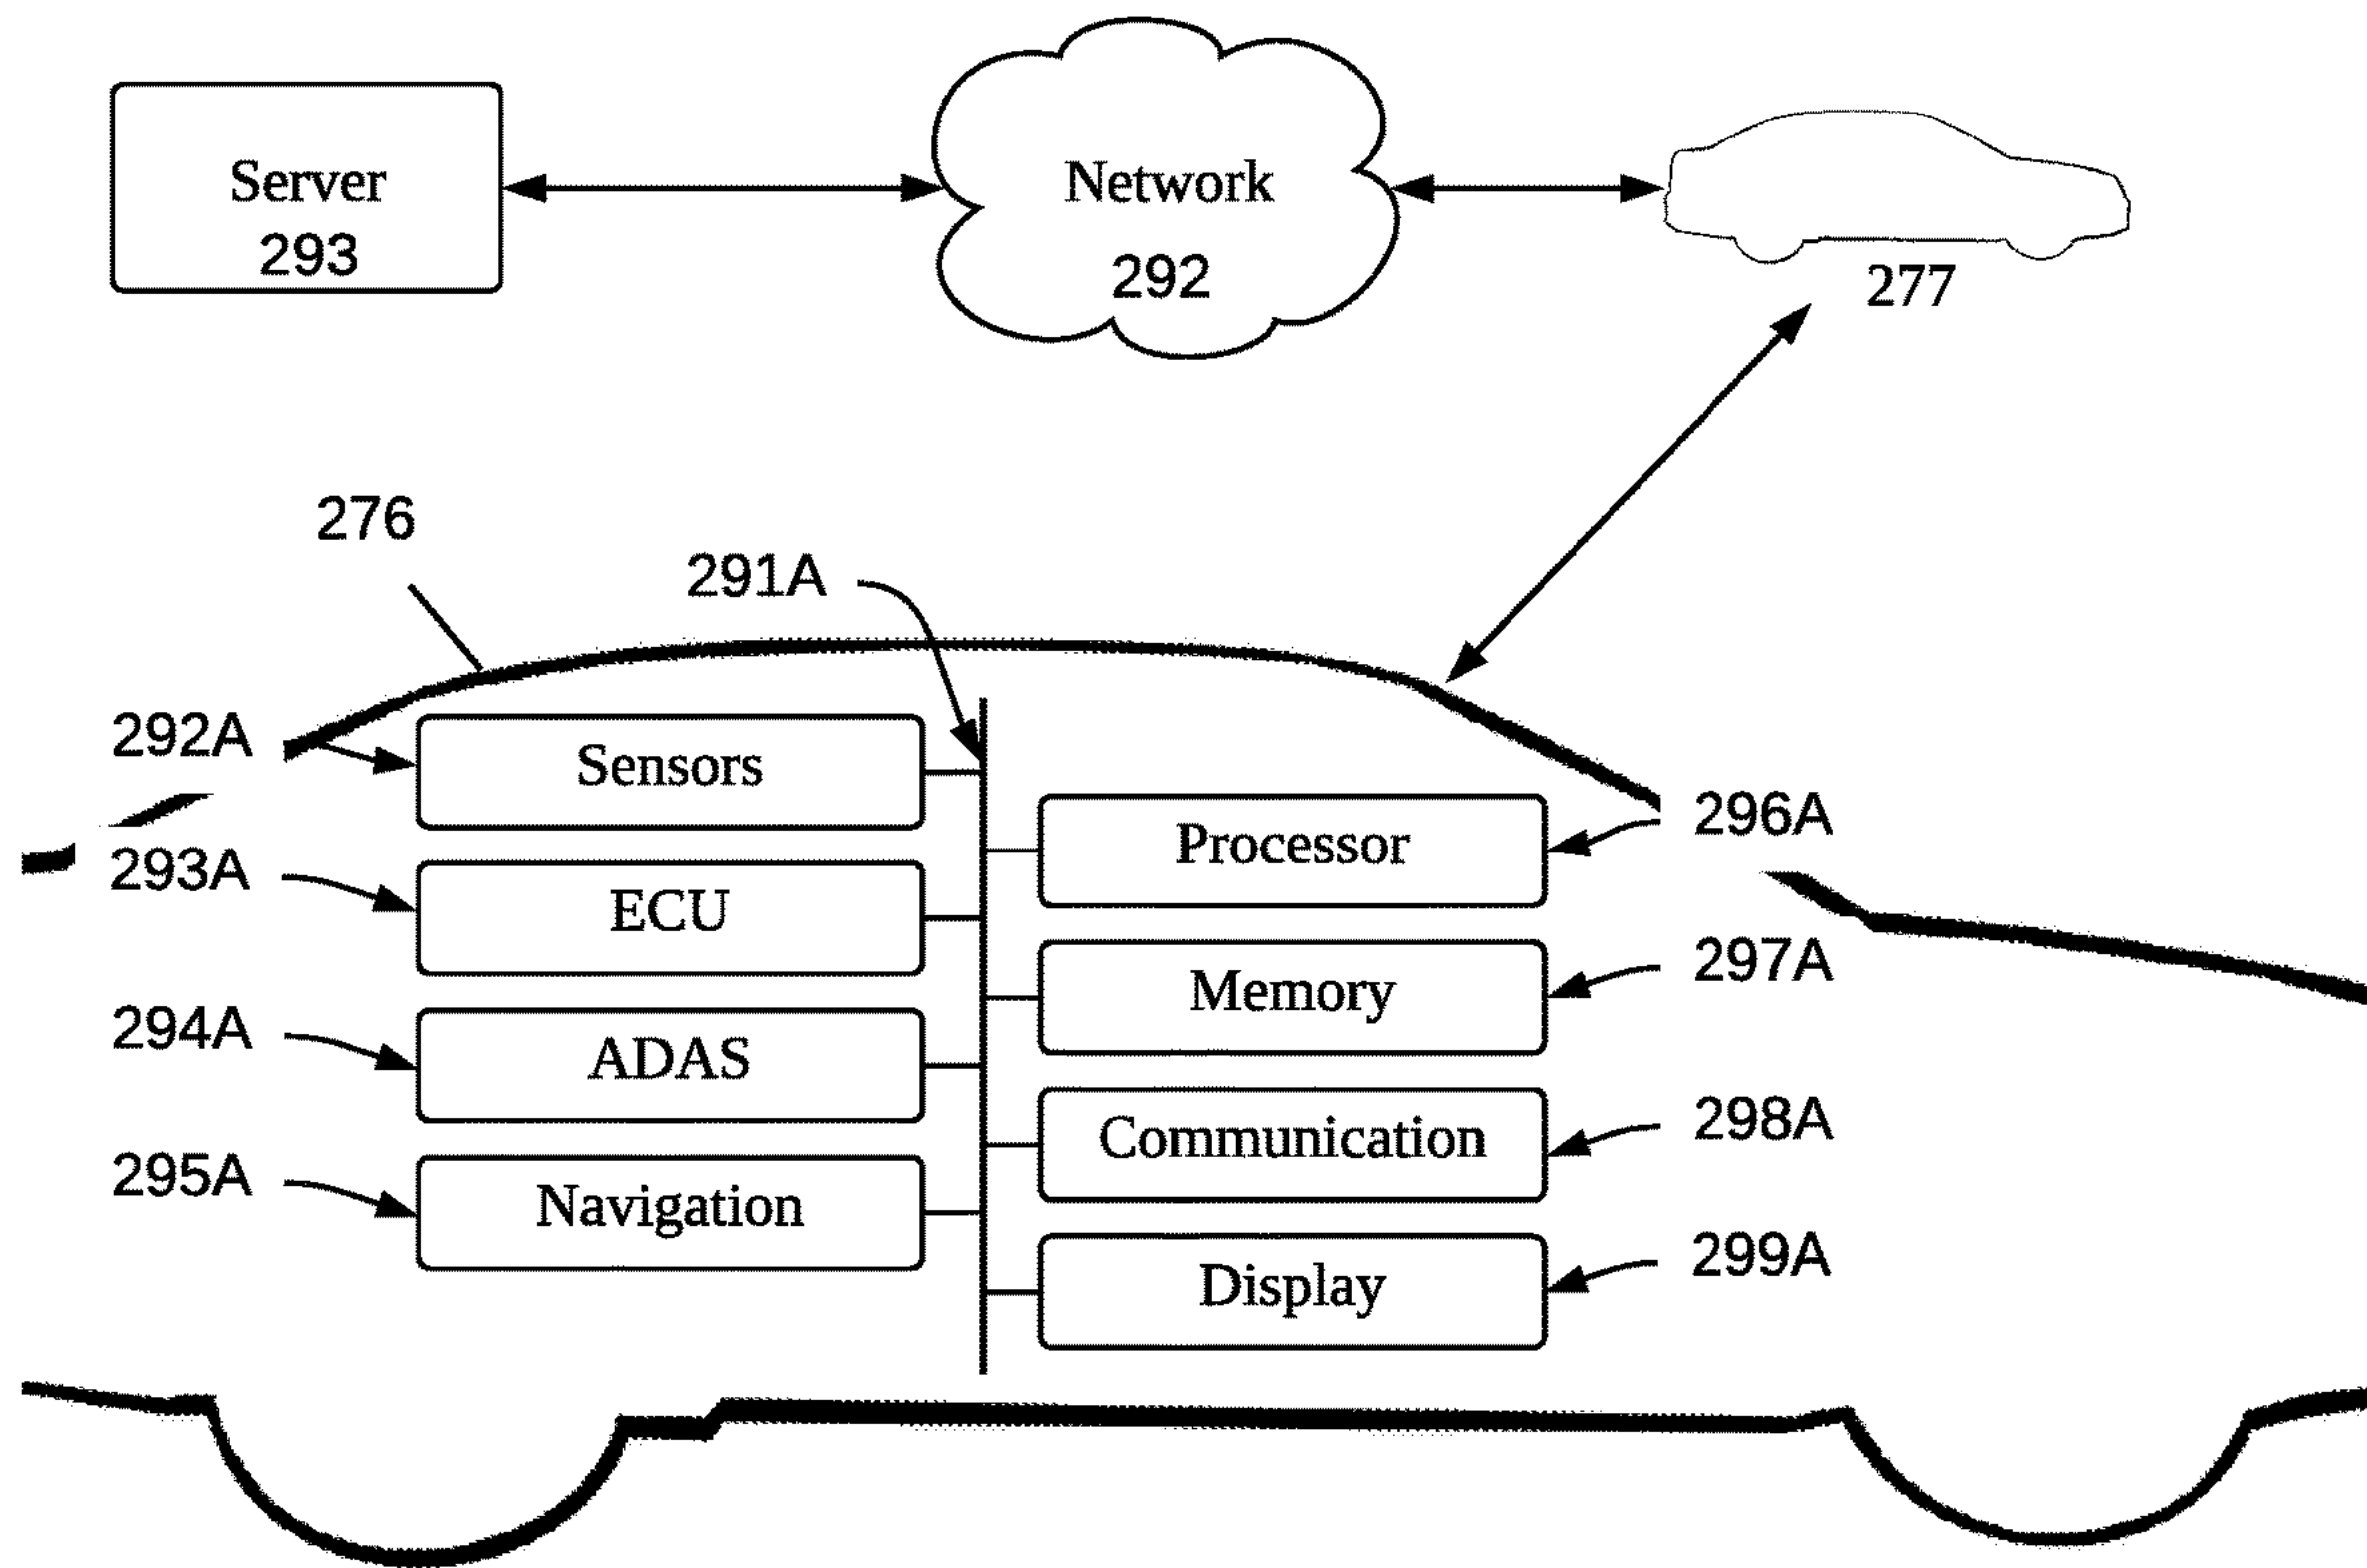 Server
293
Network
292
277
276
291A
292A
Sensors
296A
Processor
293A
ECU
297A
Memory
294A
ADAS
298A
Communication
295A
Navigation
299A
Display